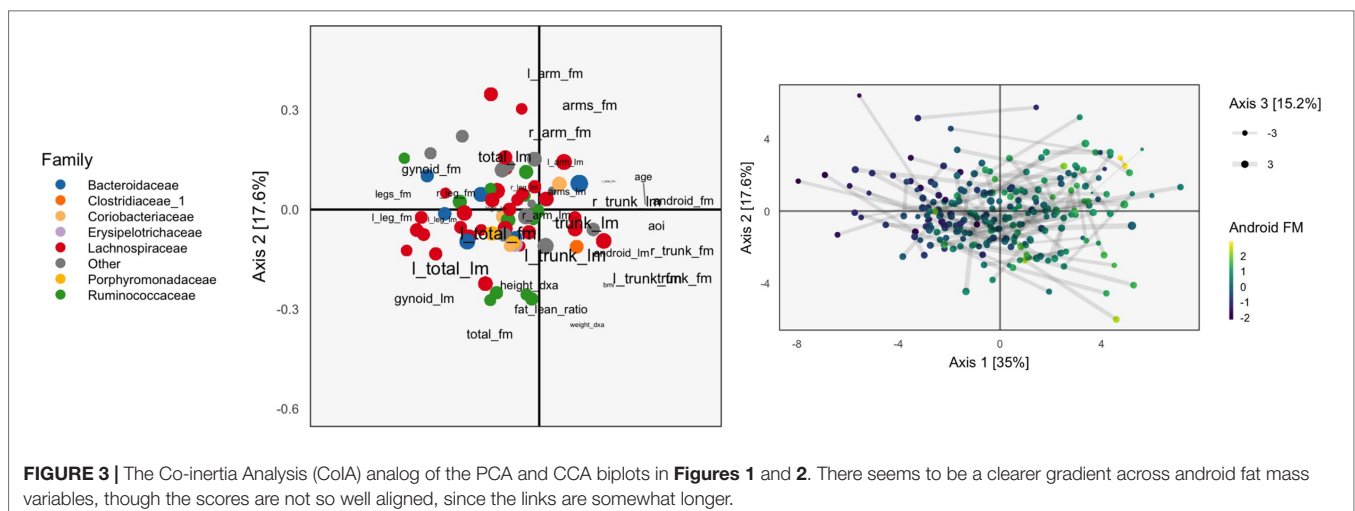 Family
Bacteroidaceae
Clostridiaceae_1
Coriobacteriaceae
Erysipelotrichaceae
Lachnospiraceae
Other
Porphyromonadaceae
Ruminococcaceae
Axis 2 [17.6%]
0.3
0.0
-0.3
-0.6
l_arm_fm
arms_fm
r_arm_fm
total_lm
l_arm_lm
gynoid_fm
age
legs_fm
r_leg_fm
arms_lm
r_trunk_lm
android_fm
l_leg_fm
l_leg_lm
r_arm_lm
trunk_lm
aoi
l_total_fm
l_trunk_lm
android_lm
r_trunk_fm
l_total_lm
bmi
l_trunk_fm
trunk_fm
height_dxa
gynoid_lm
fat_lean_ratio
weight_dxa
total_fm
Axis 2 [17.6%]
4
0
-4
-8
-4
0
4
Axis 1 [35%]
Axis 3 [15.2%]
-3
3
Android FM
2
1
0
-1
-2
FIGURE 3 | The Co-inertia Analysis (CoIA) analog of the PCA and CCA biplots in Figures 1 and 2. There seems to be a clearer gradient across android fat mass
variables, though the scores are not so well aligned, since the links are somewhat longer.